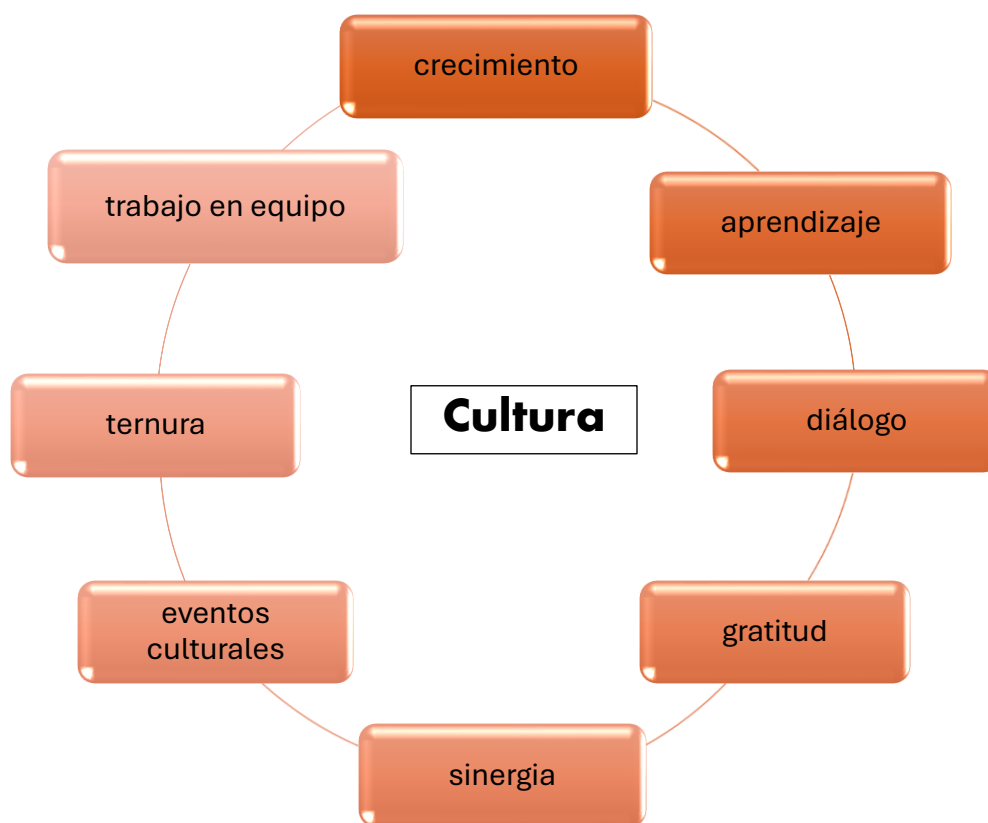 crecimiento
aprendizaje
diálogo
gratitud
sinergia
eventos
culturales
ternura
trabajo en equipo
Cultura